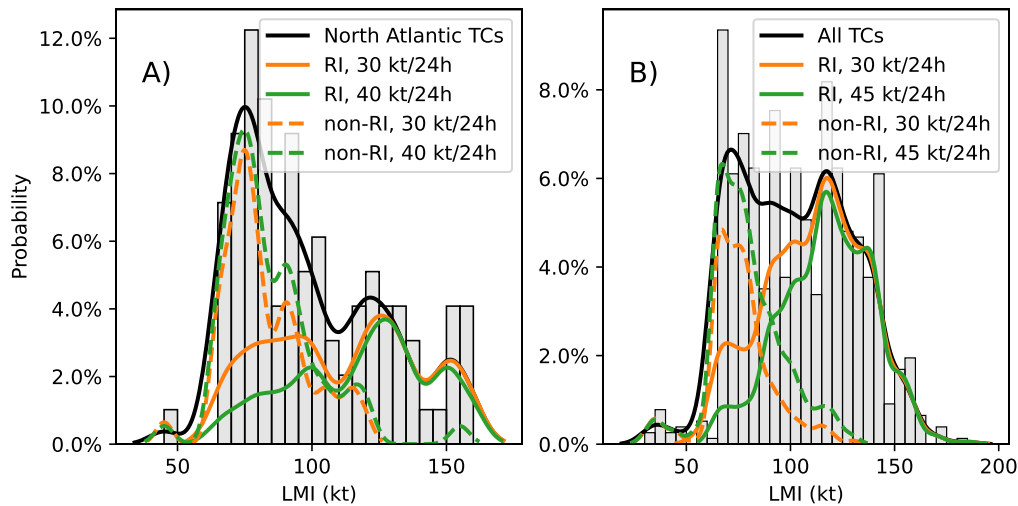 A)
North Atlantic TCs
RI, 30 kt/24h
RI, 40 kt/24h
non-RI, 30 kt/24h
non-RI, 40 kt/24h
12.0%
10.0%
8.0%
6.0%
4.0%
2.0%
0.0%
Probability
50
100
150
LMI (kt)
B)
All TCs
RI, 30 kt/24h
RI, 45 kt/24h
non-RI, 30 kt/24h
non-RI, 45 kt/24h
8.0%
6.0%
4.0%
2.0%
0.0%
50
100
150
200
LMI (kt)